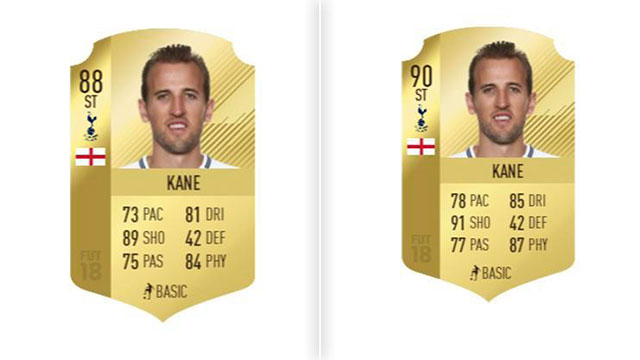 88
ST
KANE
73 PAC 81 DRI
89 SHO 42 DEF
75 PAS 84 PHY
FUT
18
BASIC
90
ST
KANE
78 PAC 85 DRI
91 SHO 42 DEF
77 PAS 87 PHY
FUT
18
BASIC